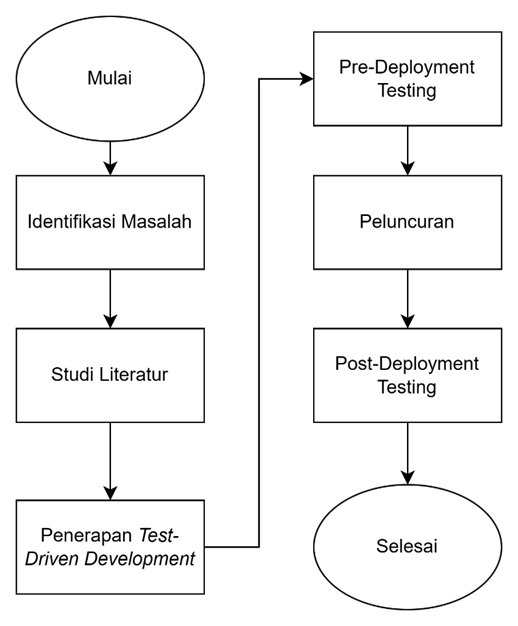 Mulai
Identifikasi Masalah
Studi Literatur
Penerapan Test-
Driven Development
Pre-Deployment
Testing
Peluncuran
Post-Deployment
Testing
Selesai